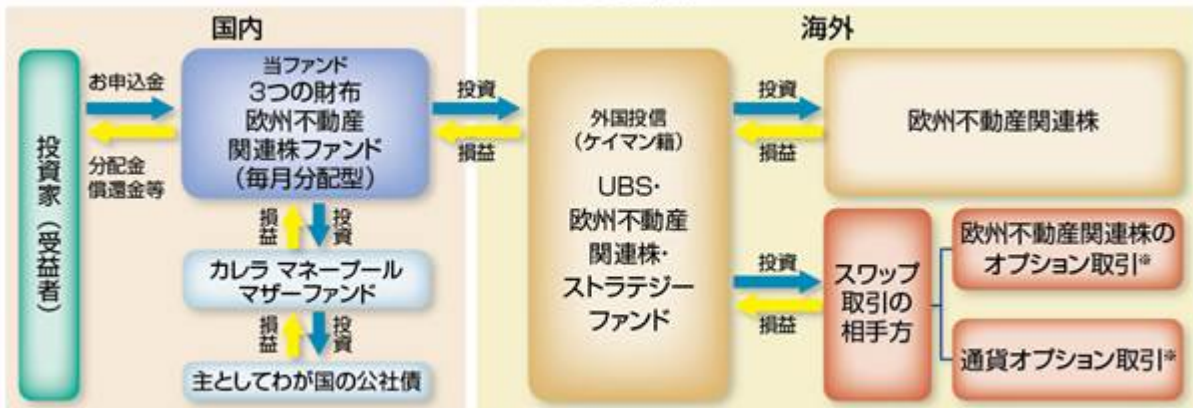 国内
海外
投資家（受益者）
お申込金
分配金
償還金等
当ファンド
3つの財布
欧州不動産
関連株ファンド
（毎月分配型）
損益
投資
カレラ マネープール
マザーファンド
損益
投資
主としてわが国の公社債
投資
損益
外国投信
（ケイマン籍）
UBS・
欧州不動産
関連株・
ストラテジー
ファンド
投資
損益
欧州不動産関連株
投資
損益
スワップ
取引の
相手方
欧州不動産関連株の
オプション取引※
通貨オプション取引※